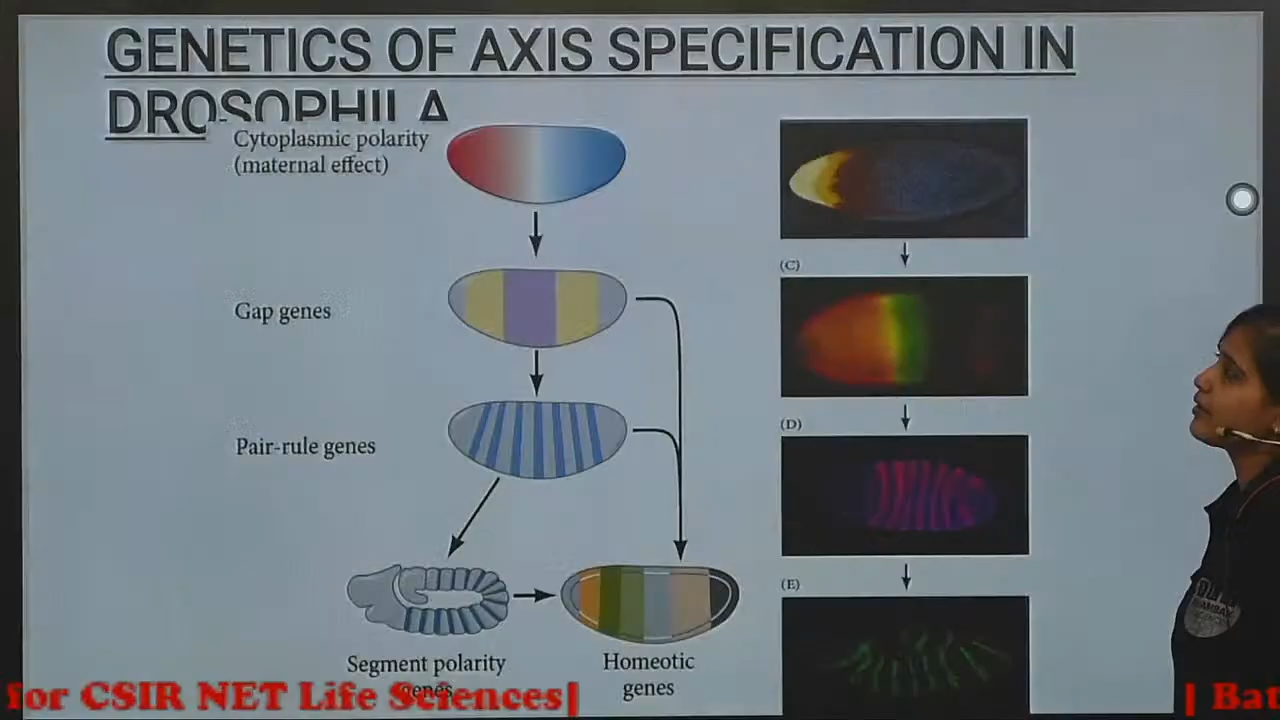 GENETICS OF AXIS SPECIFICATION IN
DROSOPHILA
Cytoplasmic polarity
(maternal effect)
Gap genes
(C)
Pair-rule genes
(D)
(E)
Segment polarity
genes
Homeotic
genes
for CSIR NET Life Sciences|
| Bat